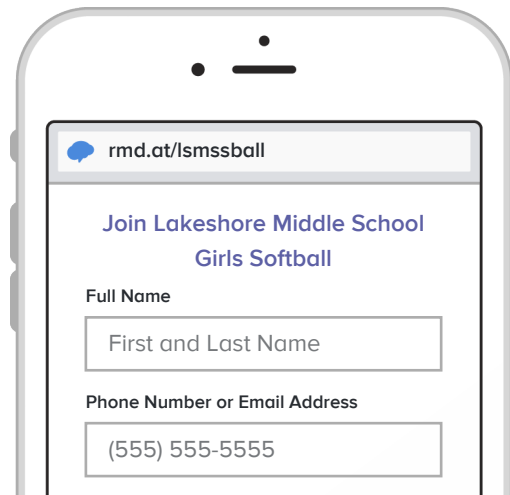 rmd.at/lsmssball
Join Lakeshore Middle School
Girls Softball
Full Name
First and Last Name
Phone Number or Email Address
(555) 555-5555